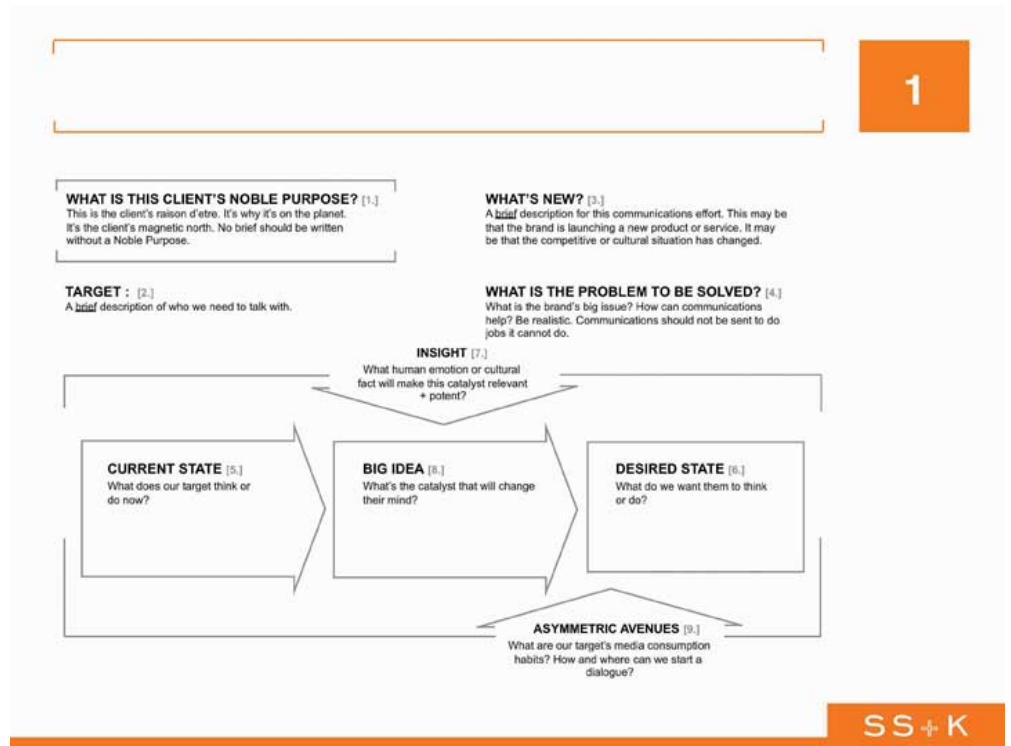 1
WHAT IS THIS CLIENT'S NOBLE PURPOSE? [1.]
This is the client's raison d'etre. It's why it's on the planet.
It's the client's magnetic north. No brief should be written
without a Noble Purpose.
WHAT'S NEW? [3.]
A brief description for this communications effort. This may be
that the brand is launching a new product or service. It may
be that the competitive or cultural situation has changed.
TARGET : [2.]
A brief description of who we need to talk with.
WHAT IS THE PROBLEM TO BE SOLVED? [4.]
What is the brand's big issue? How can communications
help? Be realistic. Communications should not be sent to do
jobs it cannot do.
INSIGHT [7.]
What human emotion or cultural
fact will make this catalyst relevant
+ potent?
CURRENT STATE [5.]
What does our target think or
do now?
BIG IDEA [8.]
What's the catalyst that will change
their mind?
DESIRED STATE [6.]
What do we want them to think
or do?
ASYMMETRIC AVENUES [9.]
What are our target's media consumption
habits? How and where can we start a
dialogue?
SS+K